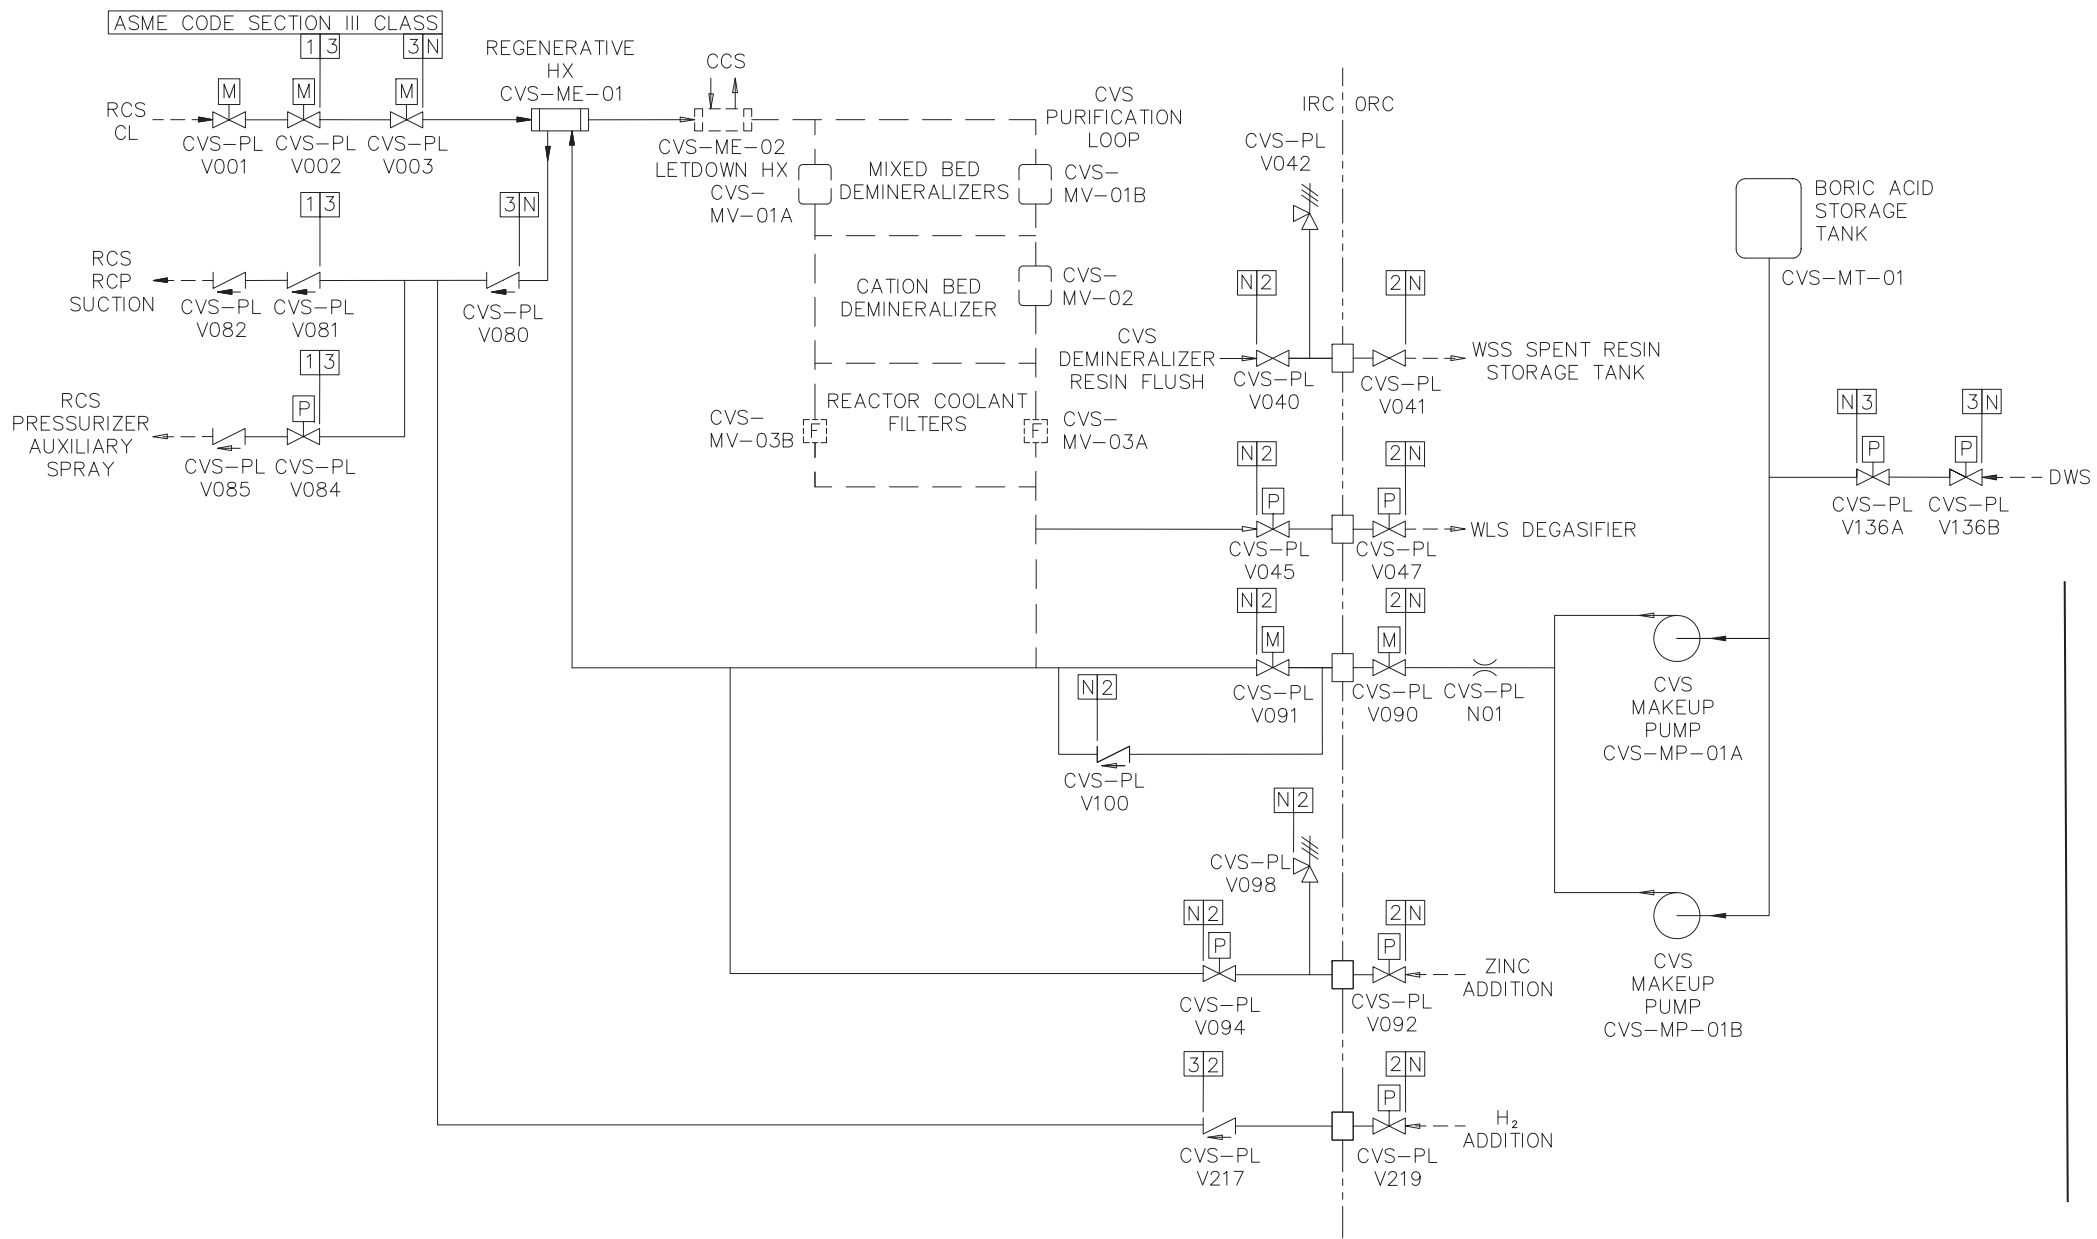 ASME CODE SECTION III CLASS
1 3
3 N
M
M
M
RCS
CL
CVS-PL
V001
CVS-PL
V002
CVS-PL
V003
REGENERATIVE
HX
CVS-ME-01
CCS
CVS-ME-02
LETDOWN HX
CVS
PURIFICATION
LOOP
CVS-
MV-01A
MIXED BED
DEMINERALIZERS
CVS-
MV-01B
CATION BED
DEMINERALIZER
CVS-
MV-02
CVS-
MV-03B
F
REACTOR COOLANT
FILTERS
F
CVS-
MV-03A
1 3
3 N
RCS
RCP
SUCTION
CVS-PL
V082
CVS-PL
V081
CVS-PL
V080
1 3
P
RCS
PRESSURIZER
AUXILIARY
SPRAY
CVS-PL
V085
CVS-PL
V084
IRC
ORC
CVS-PL
V042
N 2
2 N
CVS
DEMINERALIZER
RESIN FLUSH
CVS-PL
V040
CVS-PL
V041
WSS SPENT RESIN
STORAGE TANK
N 2
2 N
P
P
CVS-PL
V045
CVS-PL
V047
WLS DEGASIFIER
N 2
2 N
M
M
CVS-PL
V091
CVS-PL
V090
CVS-PL
N01
N 2
CVS-PL
V100
N 2
CVS-PL
V098
N 2
2 N
P
P
CVS-PL
V094
CVS-PL
V092
ZINC
ADDITION
3 2
2 N
P
CVS-PL
V217
CVS-PL
V219
H₂
ADDITION
BORIC ACID
STORAGE
TANK
CVS-MT-01
N 3
3 N
P
P
CVS-PL
V136A
CVS-PL
V136B
DWS
CVS
MAKEUP
PUMP
CVS-MP-01A
CVS
MAKEUP
PUMP
CVS-MP-01B